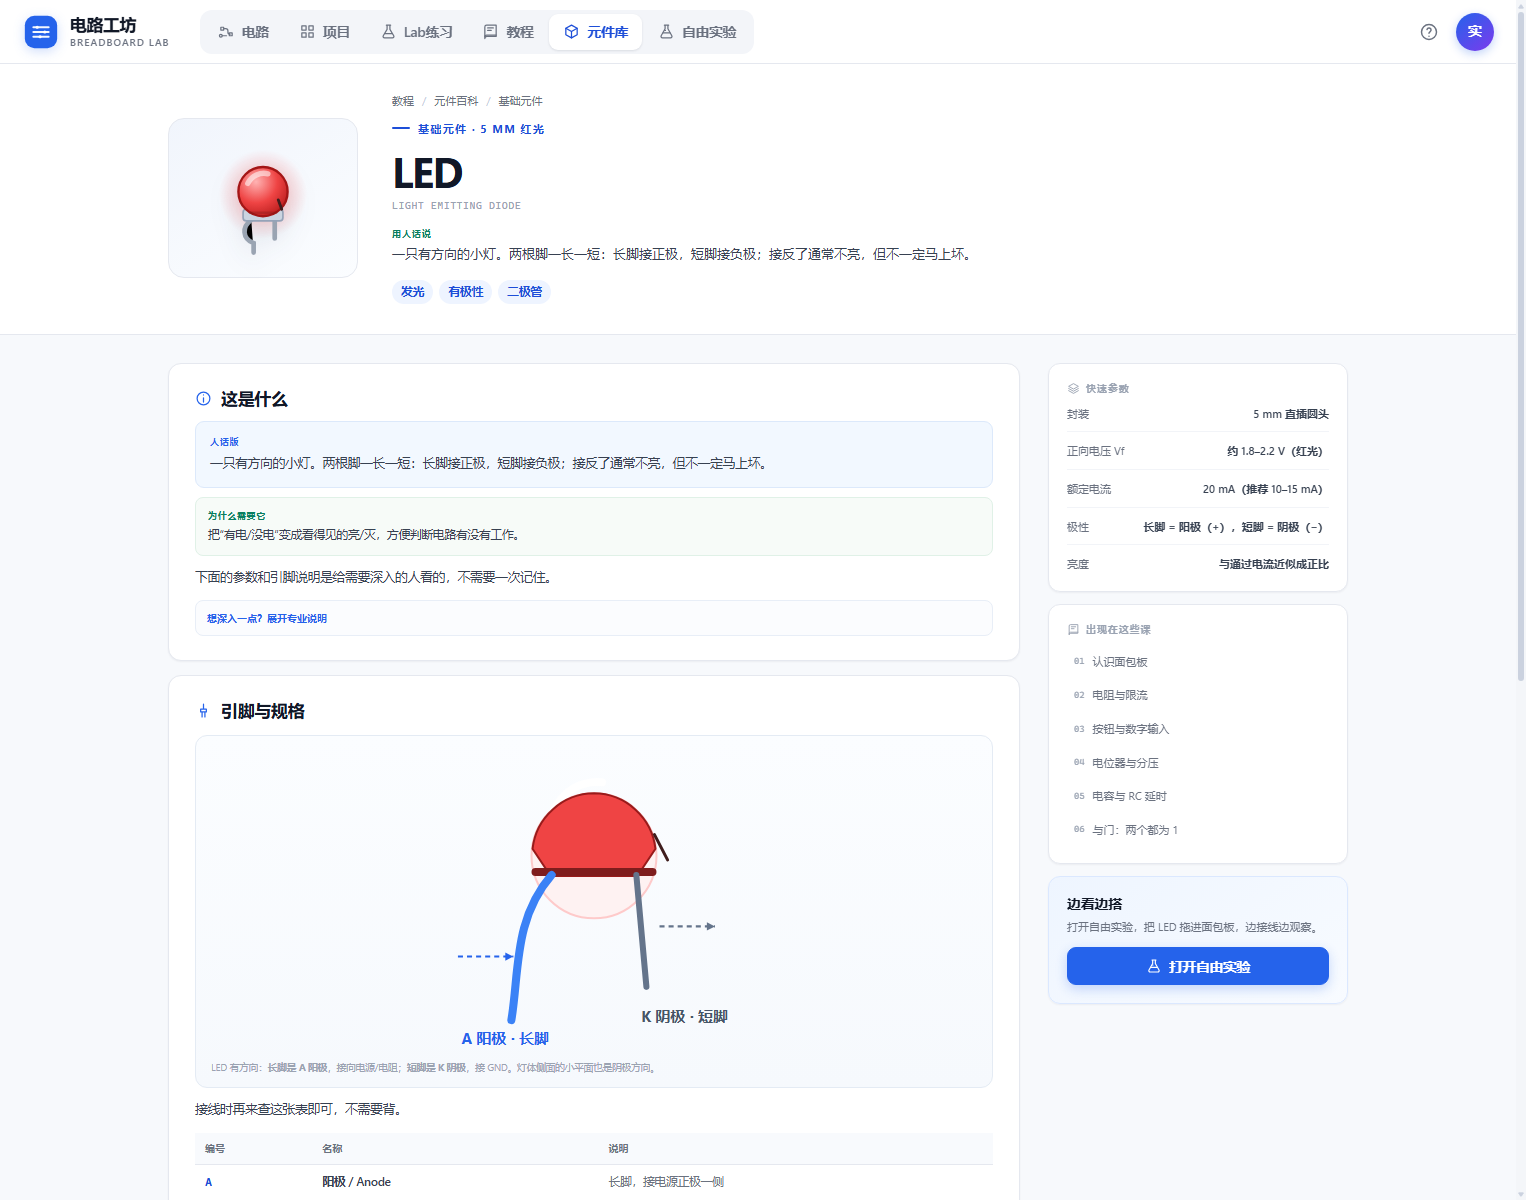 电路工坊
BREADBOARD LAB
电路
项目
Lab练习
教程
元件库
自由实验
实
教程 / 元件百科 / 基础元件
基础元件 · 5 MM 红光
LED
LIGHT EMITTING DIODE
用人话说
一只有方向的小灯。两根脚一长一短：长脚接正极，短脚接负极；接反了通常不亮，但不一定马上坏。
发光
有极性
二极管
这是什么
人话版
一只有方向的小灯。两根脚一长一短：长脚接正极，短脚接负极；接反了通常不亮，但不一定马上坏。
为什么需要它
把“有电/没电”变成看得见的亮/灭，方便判断电路有没有工作。
下面的参数和引脚说明是给需要深入的人看的，不需要一次记住。
想深入一点？展开专业说明
引脚与规格
K 阴极 · 短脚
A 阳极 · 长脚
LED 有方向：长脚是 A 阳极，接向电源/电阻；短脚是 K 阴极，接 GND。灯体侧面的小平面也是阴极方向。
接线时再来查这张表即可，不需要背。
编号 名称 说明
A 阳极 / Anode 长脚，接电源正极一侧
快速参数
封装 5 mm 直插圆头
正向电压 Vf 约 1.8–2.2 V（红光）
额定电流 20 mA（推荐 10–15 mA）
极性 长脚 = 阳极（+），短脚 = 阴极（−）
亮度 与通过电流近似成正比
出现在这些课
01 认识面包板
02 电阻与限流
03 按钮与数字输入
04 电位器与分压
05 电容与 RC 延时
06 与门：两个都为 1
边看边搭
打开自由实验，把 LED 拖进面包板，边接线边观察。
打开自由实验